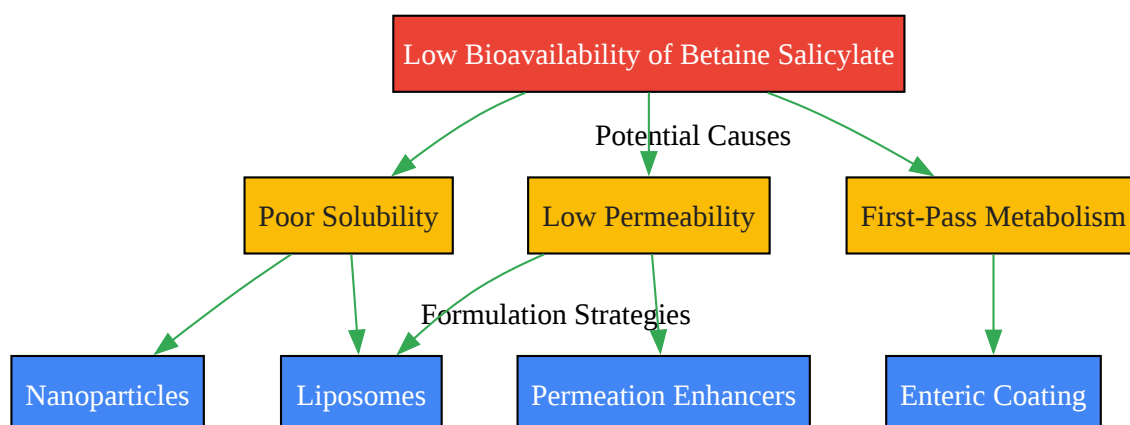 Low Bioavailability of Betaine Salicylate
Potential Causes
Poor Solubility
Low Permeability
First-Pass Metabolism
Formulation Strategies
Nanoparticles
Liposomes
Permeation Enhancers
Enteric Coating